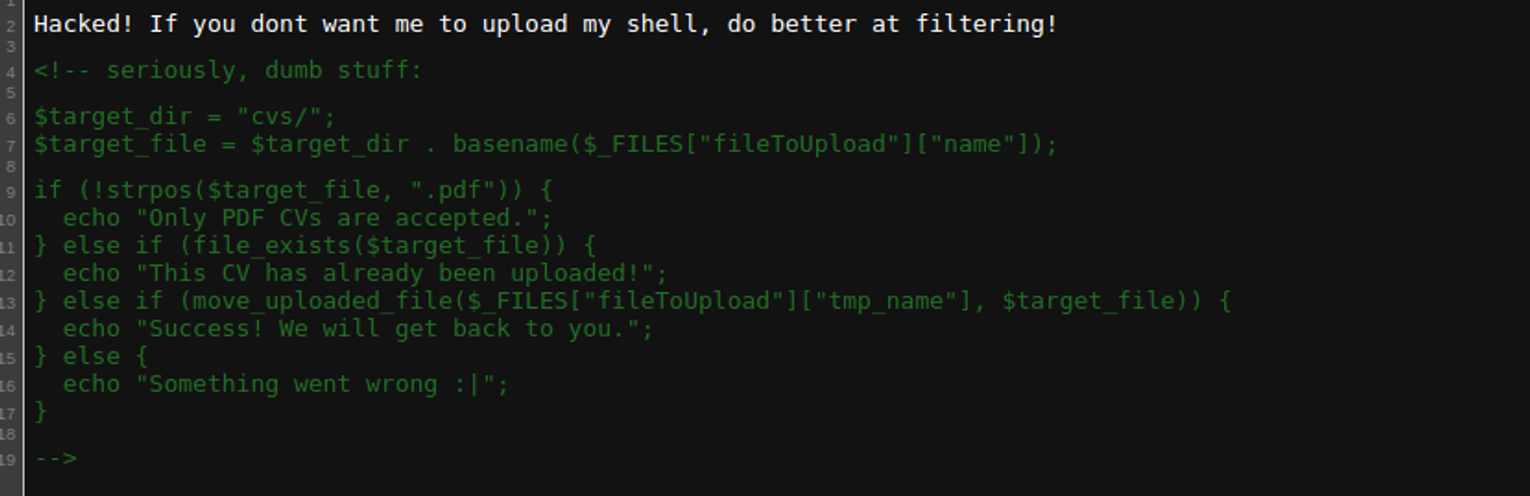 1
2 Hacked! If you dont want me to upload my shell, do better at filtering!
3
4 <!-- seriously, dumb stuff:
5
6 $target_dir = "cvs/";
7 $target_file = $target_dir . basename($_FILES["fileToUpload"]["name"]);
8
9 if (!strpos($target_file, ".pdf")) {
10   echo "Only PDF CVs are accepted.";
11 } else if (file_exists($target_file)) {
12   echo "This CV has already been uploaded!";
13 } else if (move_uploaded_file($_FILES["fileToUpload"]["tmp_name"], $target_file)) {
14   echo "Success! We will get back to you.";
15 } else {
16   echo "Something went wrong :|";
17 }
18
19 -->